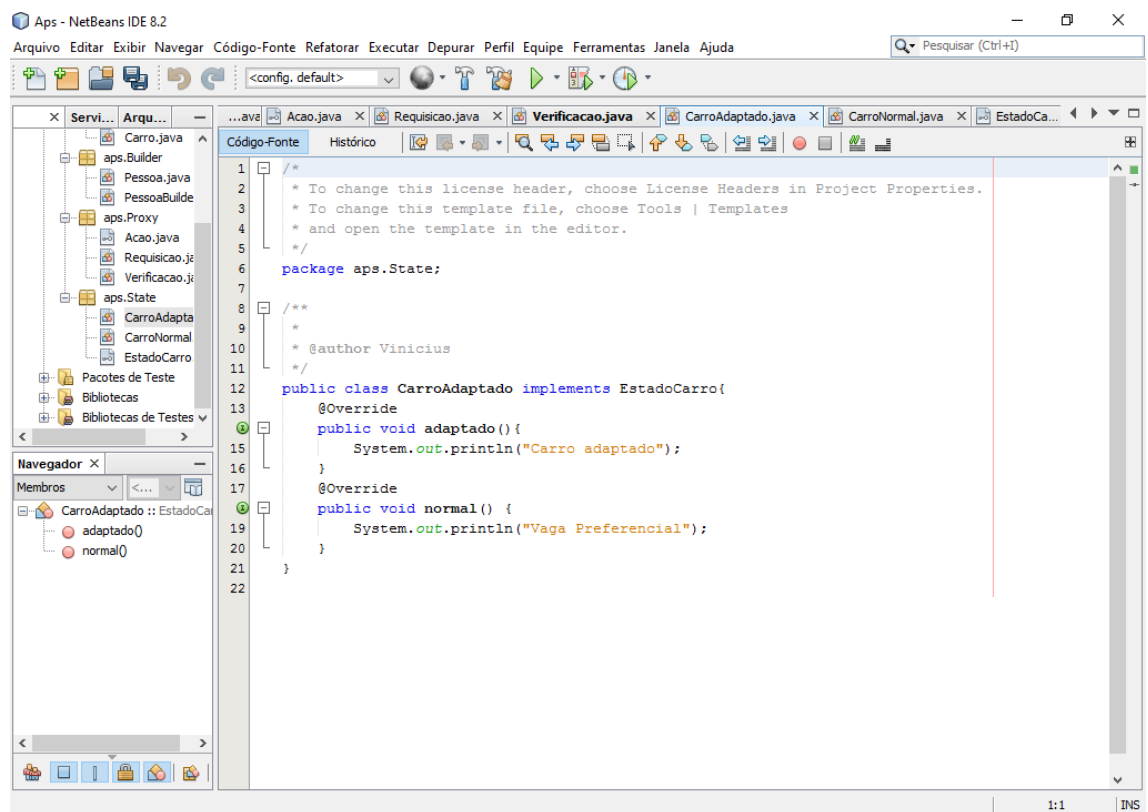 Aps - NetBeans IDE 8.2
Arquivo Editar Exibir Navegar Código-Fonte Refatorar Executar Depurar Perfil Equipe Ferramentas Janela Ajuda
Pesquisar (Ctrl+I)
<config. default>
Servi... Arqu...
...ava Acao.java Requisicao.java Verificacao.java CarroAdaptado.java CarroNormal.java EstadoCa...
Código-Fonte Histórico
Carro.java
aps.Builder
Pessoa.java
PessoaBuilde
aps.Proxy
Acao.java
Requisicao.ja
Verificacao.ja
aps.State
CarroAdapta
CarroNormal
EstadoCarro
Pacotes de Teste
Bibliotecas
Bibliotecas de Testes
Navegador
Membros <...
CarroAdaptado :: EstadoCar
adaptado()
normal()
1 /*
2 * To change this license header, choose License Headers in Project Properties.
3 * To change this template file, choose Tools | Templates
4 * and open the template in the editor.
5 */
6 package aps.State;
7
8 /**
9 *
10 * @author Vinicius
11 */
12 public class CarroAdaptado implements EstadoCarro{
13 @Override
public void adaptado(){
15 System.out.println("Carro adaptado");
16 }
17 @Override
public void normal() {
19 System.out.println("Vaga Preferencial");
20 }
21 }
22
1:1 INS